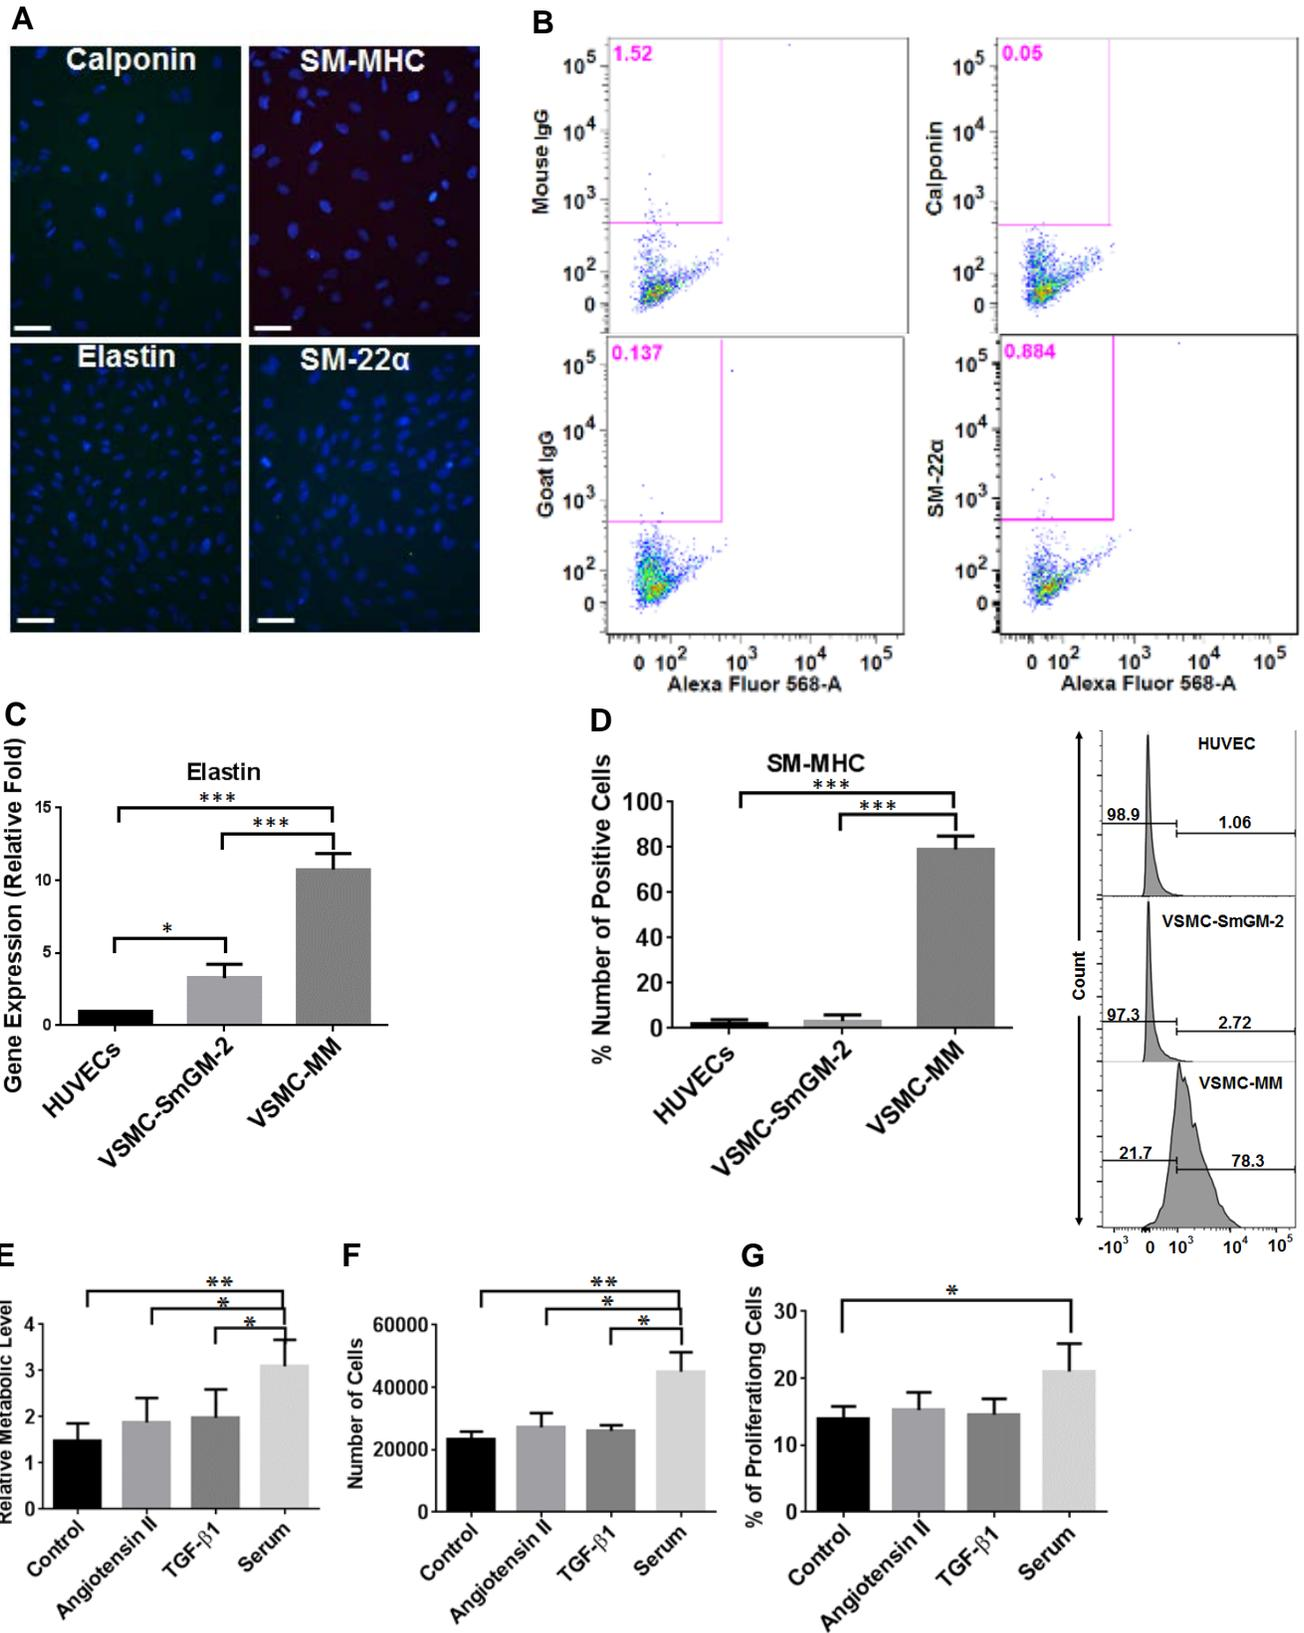 A
Calponin
SM-MHC
Elastin
SM-22α
B
1.52
10⁵
10⁴
10³
10²
0
Mouse IgG
0.05
10⁵
10⁴
10³
10²
0
Calponin
0.137
10⁵
10⁴
10³
10²
0
Goat IgG
0 10² 10³ 10⁴ 10⁵
Alexa Fluor 568-A
0.884
10⁵
10⁴
10³
10²
0
SM-22α
0 10² 10³ 10⁴ 10⁵
Alexa Fluor 568-A
C
Elastin
Gene Expression (Relative Fold)
15
10
5
0
***
***
*
HUVECs
VSMC-SmGM-2
VSMC-MM
D
SM-MHC
% Number of Positive Cells
100
80
60
40
20
0
***
***
HUVECs
VSMC-SmGM-2
VSMC-MM
Count
HUVEC
98.9
1.06
VSMC-SmGM-2
97.3
2.72
VSMC-MM
21.7
78.3
-10³ 0 10³ 10⁴ 10⁵
E
Relative Metabolic Level
4
3
2
1
0
**
*
*
Control
Angiotensin II
TGF-β1
Serum
F
Number of Cells
60000
40000
20000
0
**
*
*
Control
Angiotensin II
TGF-β1
Serum
G
% of Proliferationg Cells
30
20
10
0
*
Control
Angiotensin II
TGF-β1
Serum